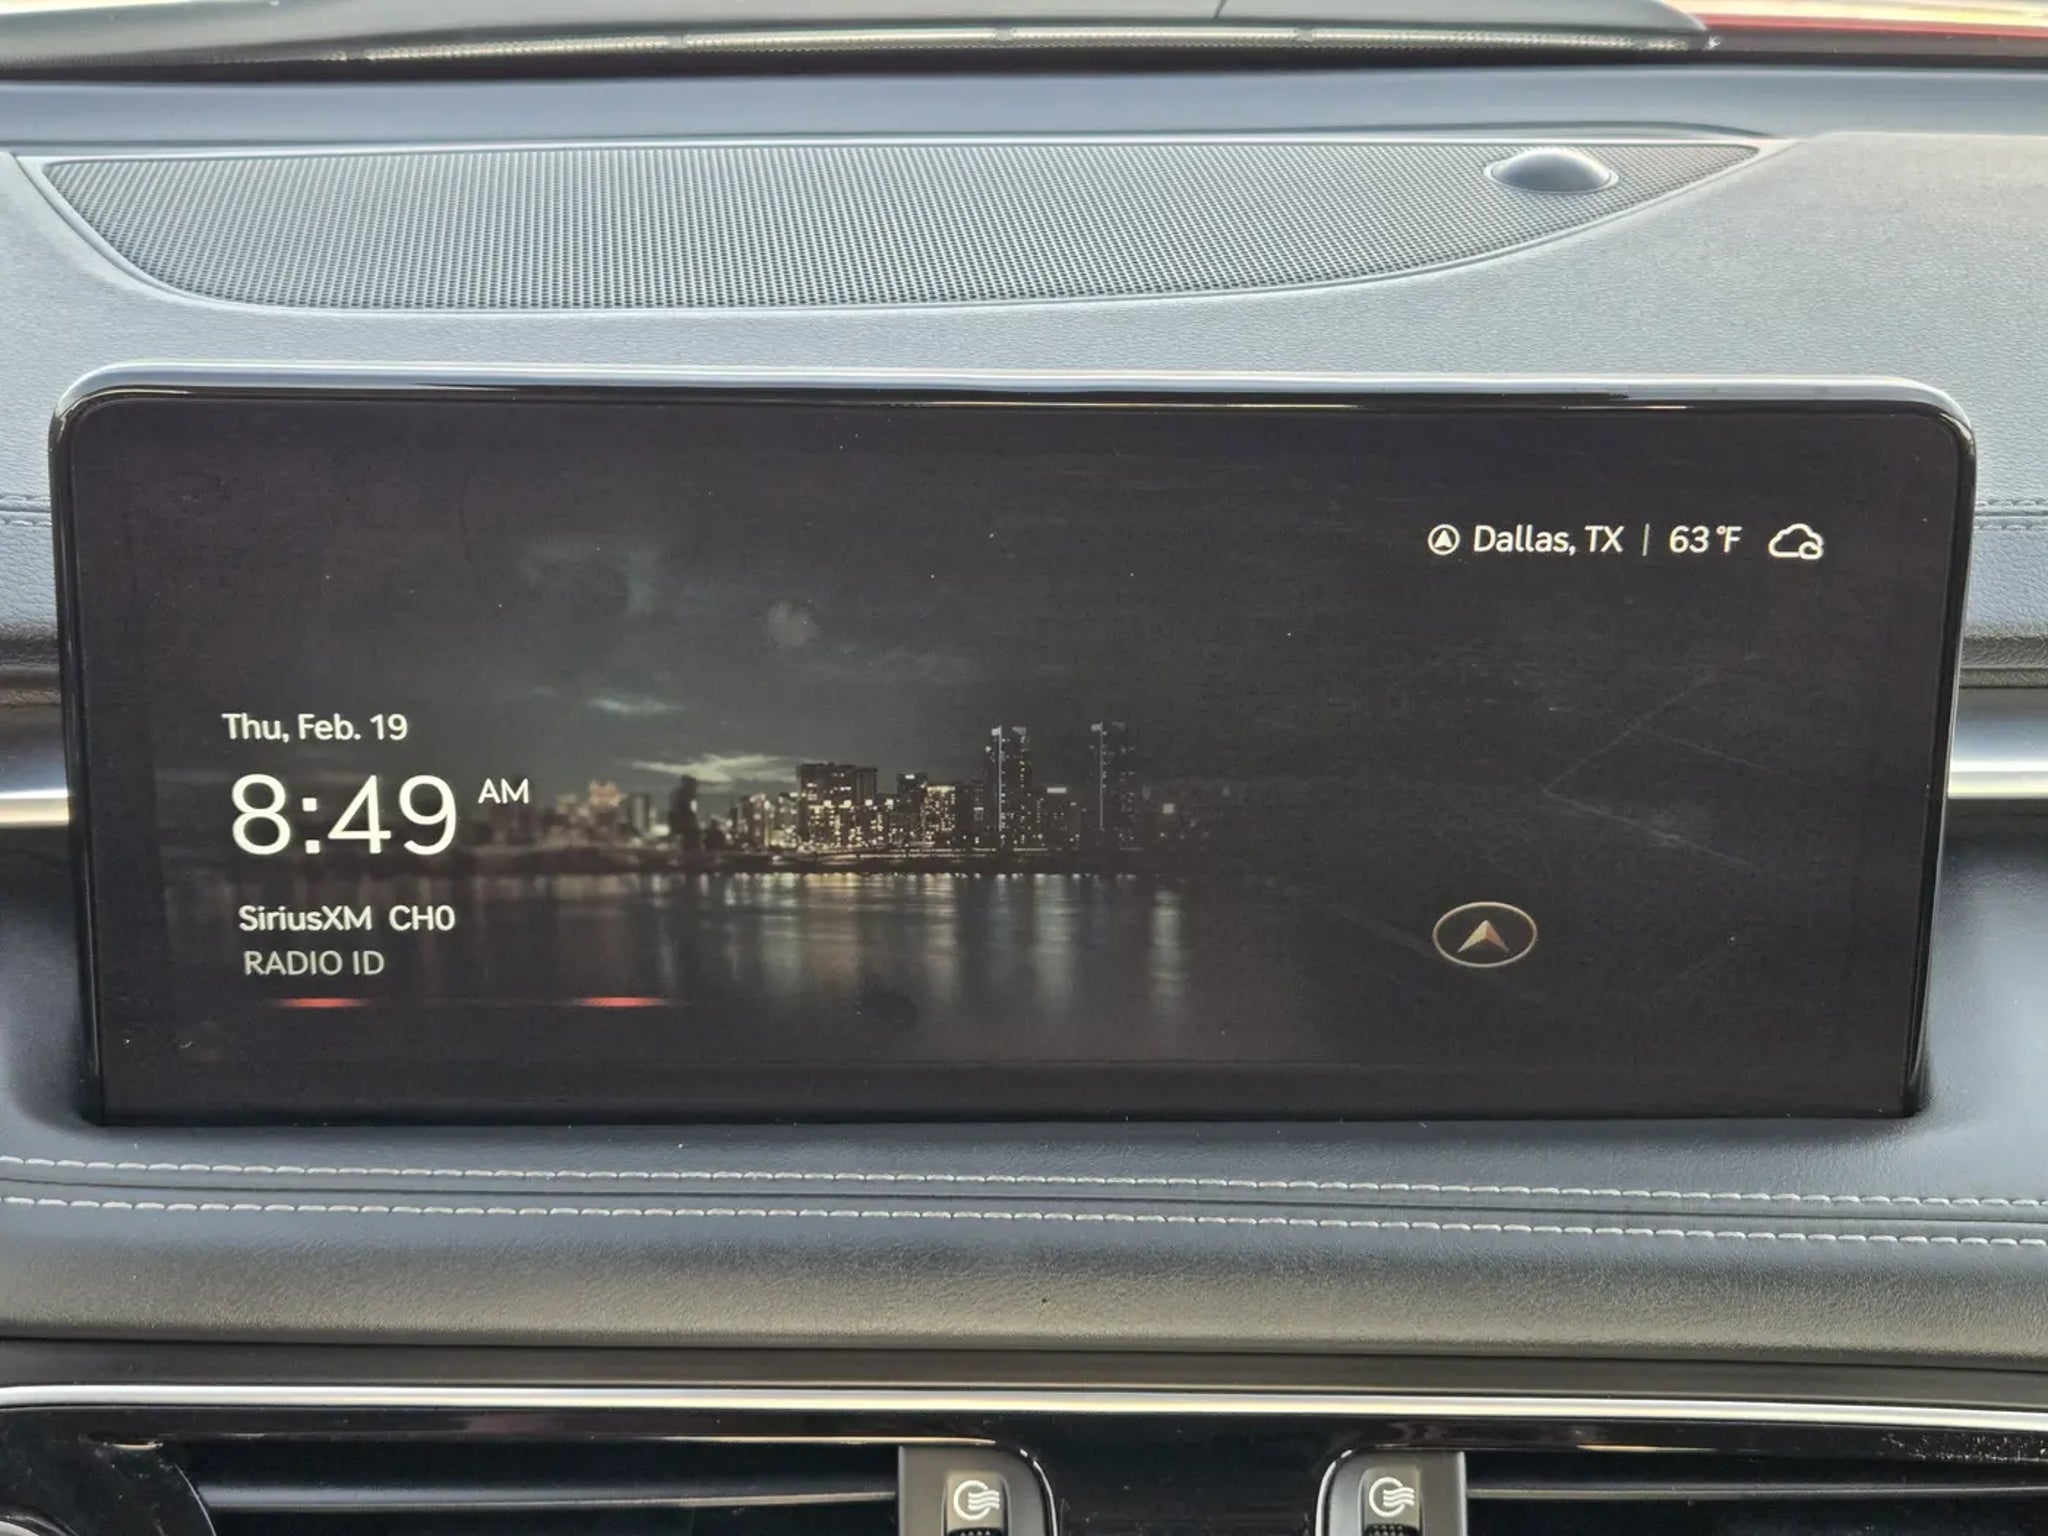 Dallas, TX | 63°F
Thu, Feb. 19
8:49 AM
SiriusXM CH0
RADIO ID